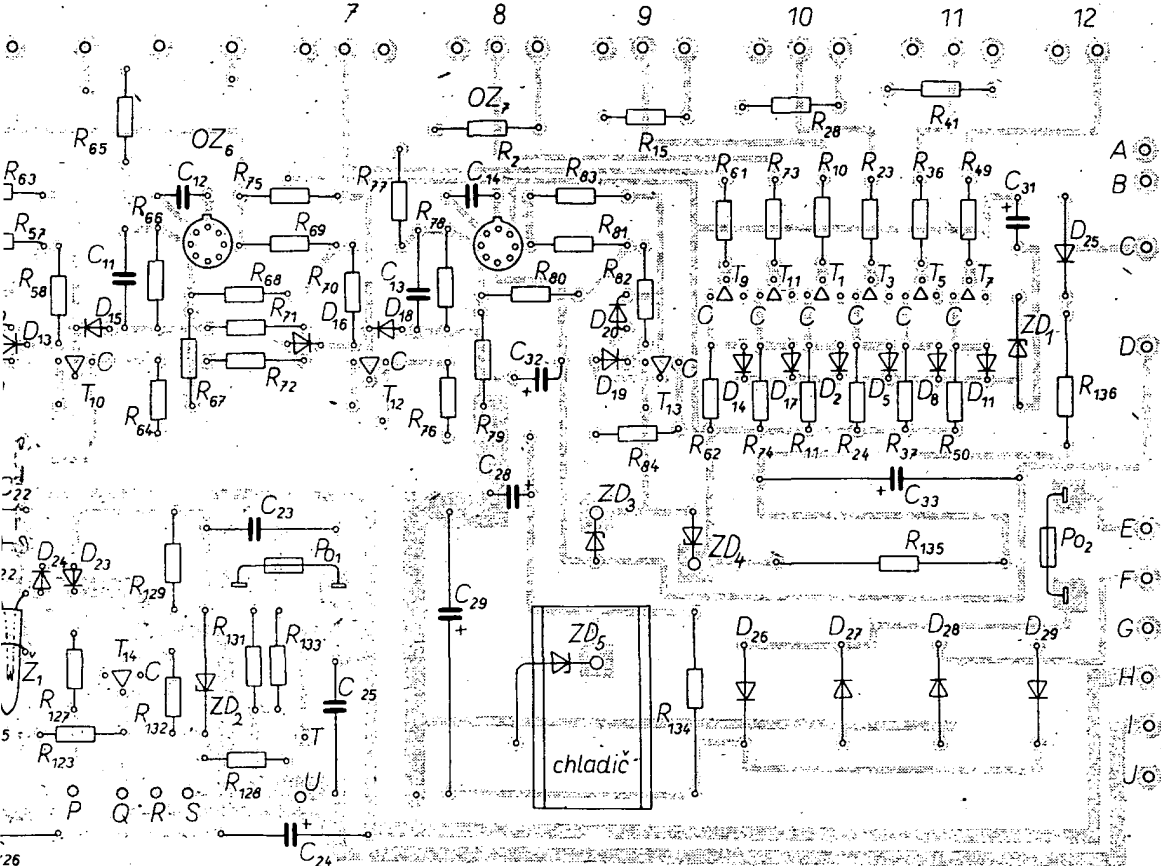 7 8 9 10 11 12
R65 OZ6 OZ7 R2 R15 R28 R41 A
R63 C12 R75 R77 C14 R83 R61 R73 R10 R23 R36 R49 C31 B
R57 R66 R69 R78 R81 D25 C
R58 C11 R68 R70 C13 R80 R82 T9 T11 T1 T3 T5 T7
D13 D15 R71 D16 D18 D20 C C C C C C ZD1 D
T10 C R72 T12 C C32 D19 C T13 D14 D17 D2 D5 D8 D11 R136
R64 R67 R76 R79 R84 R62 R74 R11 R24 R37 R50
C28 C33
22 C23 ZD3 ZD4 R135 Po2 E
D24 D23 R129 Po1 F
22 C29
R131 R133 ZD5 D26 D27 D28 D29 G
Ž1 T14 C C25 H
R127 R132 ZD2 R134 I
5 R123 T chladič
R128 U J
P Q R S
C24
26